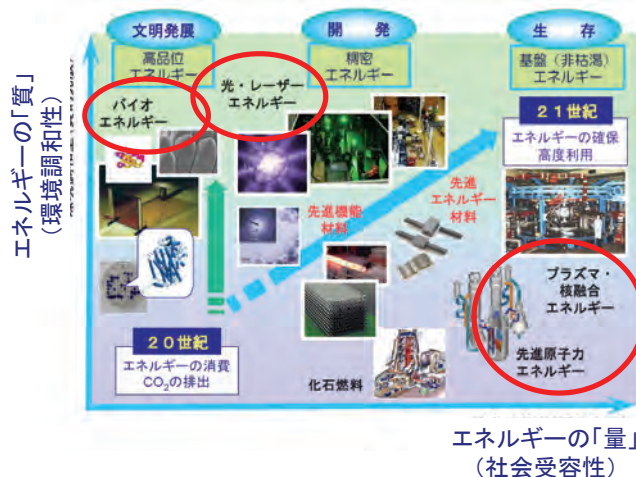 文明発展
開　発
生　存
高品位
エネルギー
稠密
エネルギー
基盤（非枯渇）
エネルギー
バイオ
エネルギー
光・レーザー
エネルギー
21世紀
エネルギーの確保
高度利用
先進機能
材料
先進
エネルギー
材料
プラズマ・
核融合
エネルギー
先進原子力
エネルギー
20世紀
エネルギーの消費
CO₂の排出
化石燃料
エネルギーの「質」
（環境調和性）
エネルギーの「量」
（社会受容性）